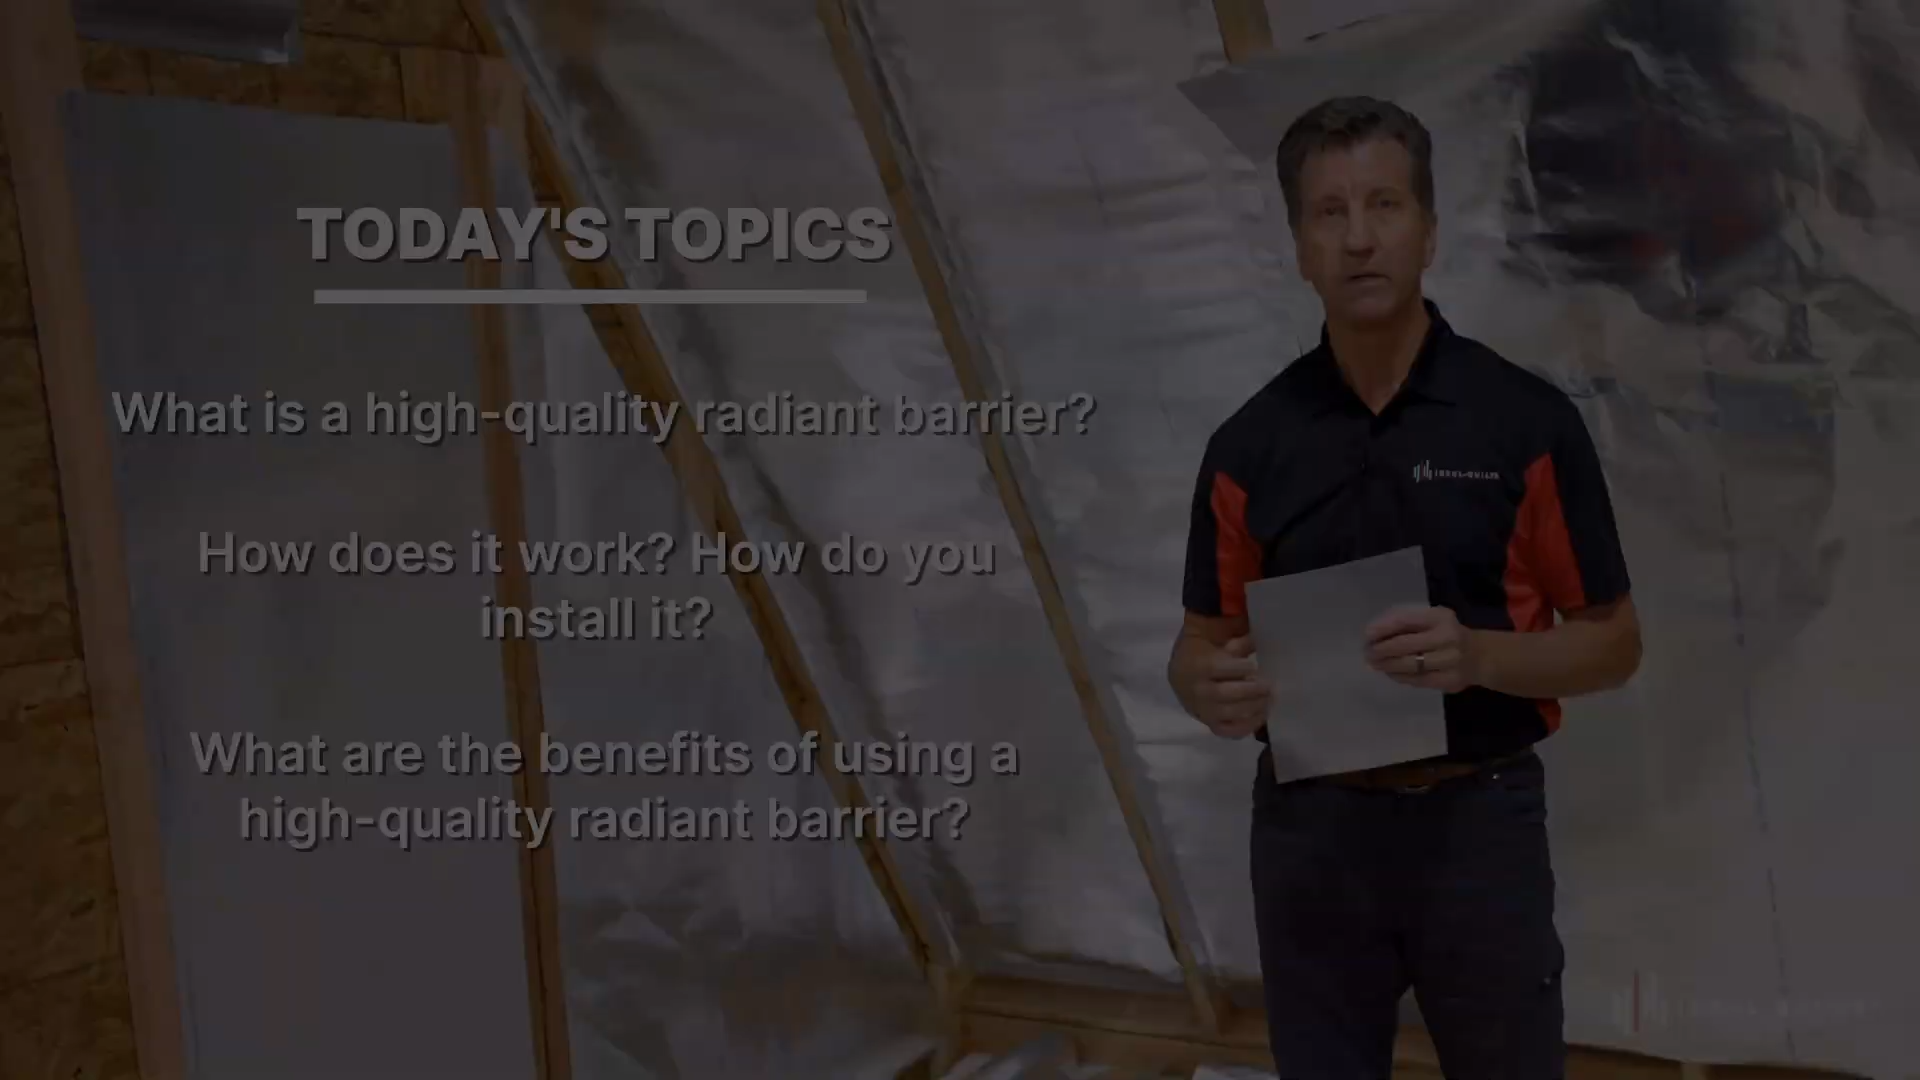 TODAY'S TOPICS
What is a high-quality radiant barrier?
How does it work? How do you
install it?
What are the benefits of using a
high-quality radiant barrier?